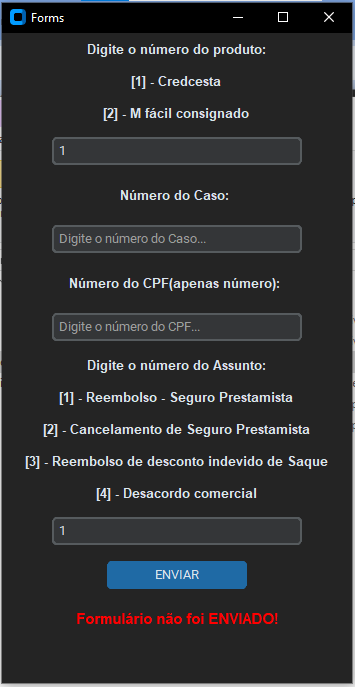 Forms
Digite o número do produto:
[1] - Credcesta
[2] - M fácil consignado
1
Número do Caso:
Digite o número do Caso...
Número do CPF(apenas número):
Digite o número do CPF...
Digite o número do Assunto:
[1] - Reembolso - Seguro Prestamista
[2] - Cancelamento de Seguro Prestamista
[3] - Reembolso de desconto indevido de Saque
[4] - Desacordo comercial
1
ENVIAR
Formulário não foi ENVIADO!